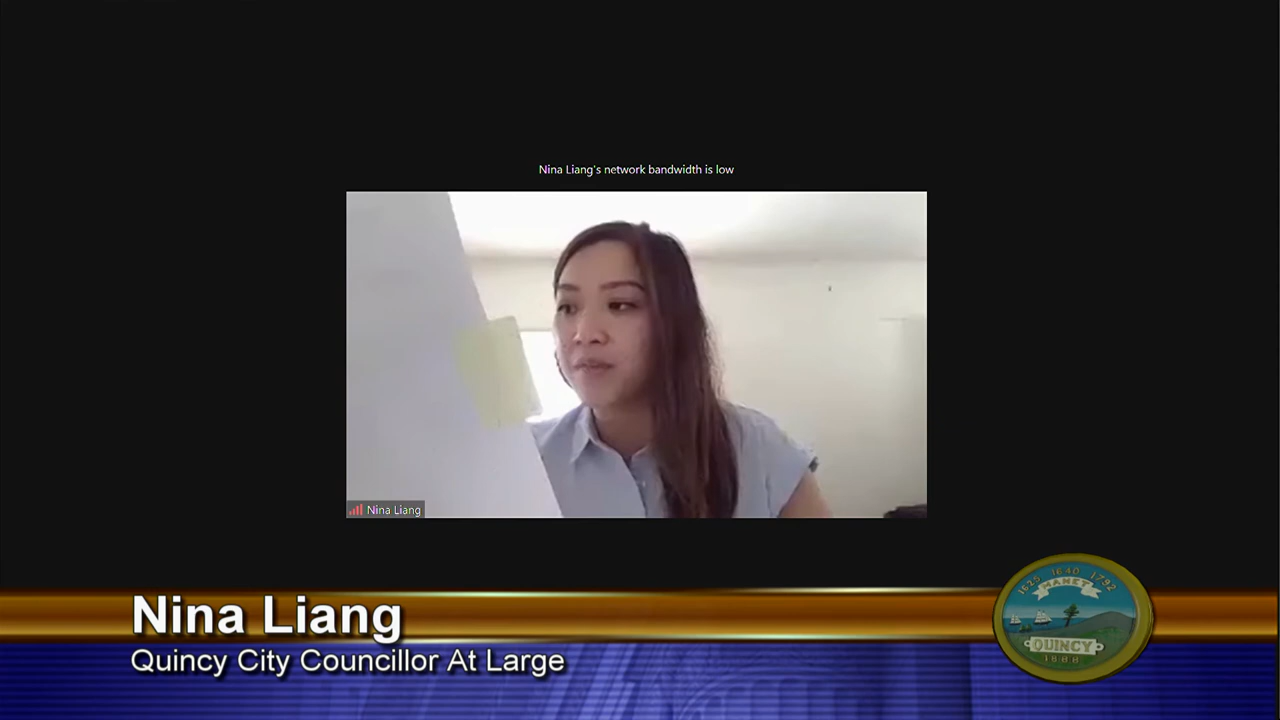 Nina Liang's network bandwidth is low
Nina Liang
Nina Liang
Quincy City Councillor At Large
1625 1640 1792
MANET
QUINCY
1888